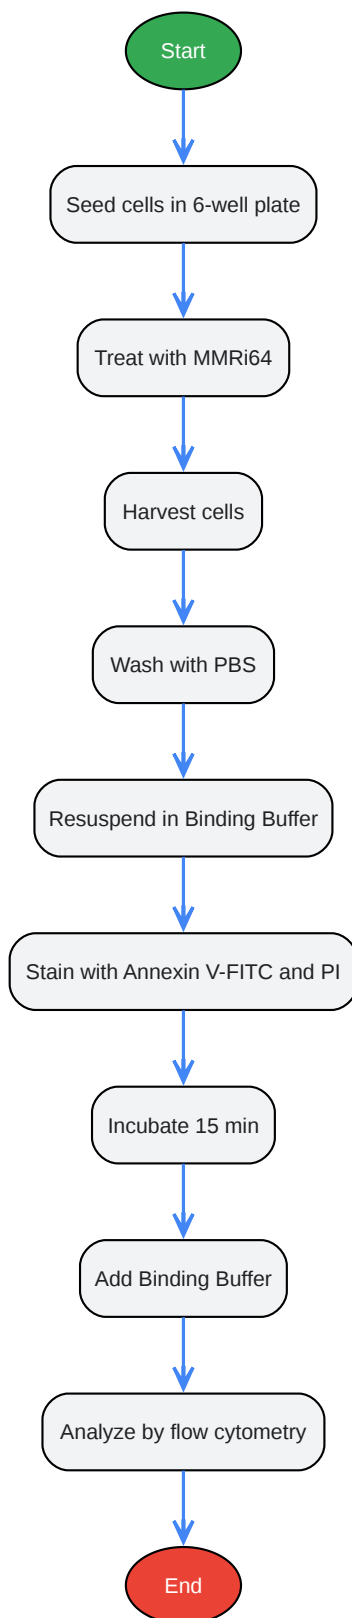 Start
Seed cells in 6-well plate
Treat with MMRi64
Harvest cells
Wash with PBS
Resuspend in Binding Buffer
Stain with Annexin V-FITC and PI
Incubate 15 min
Add Binding Buffer
Analyze by flow cytometry
End